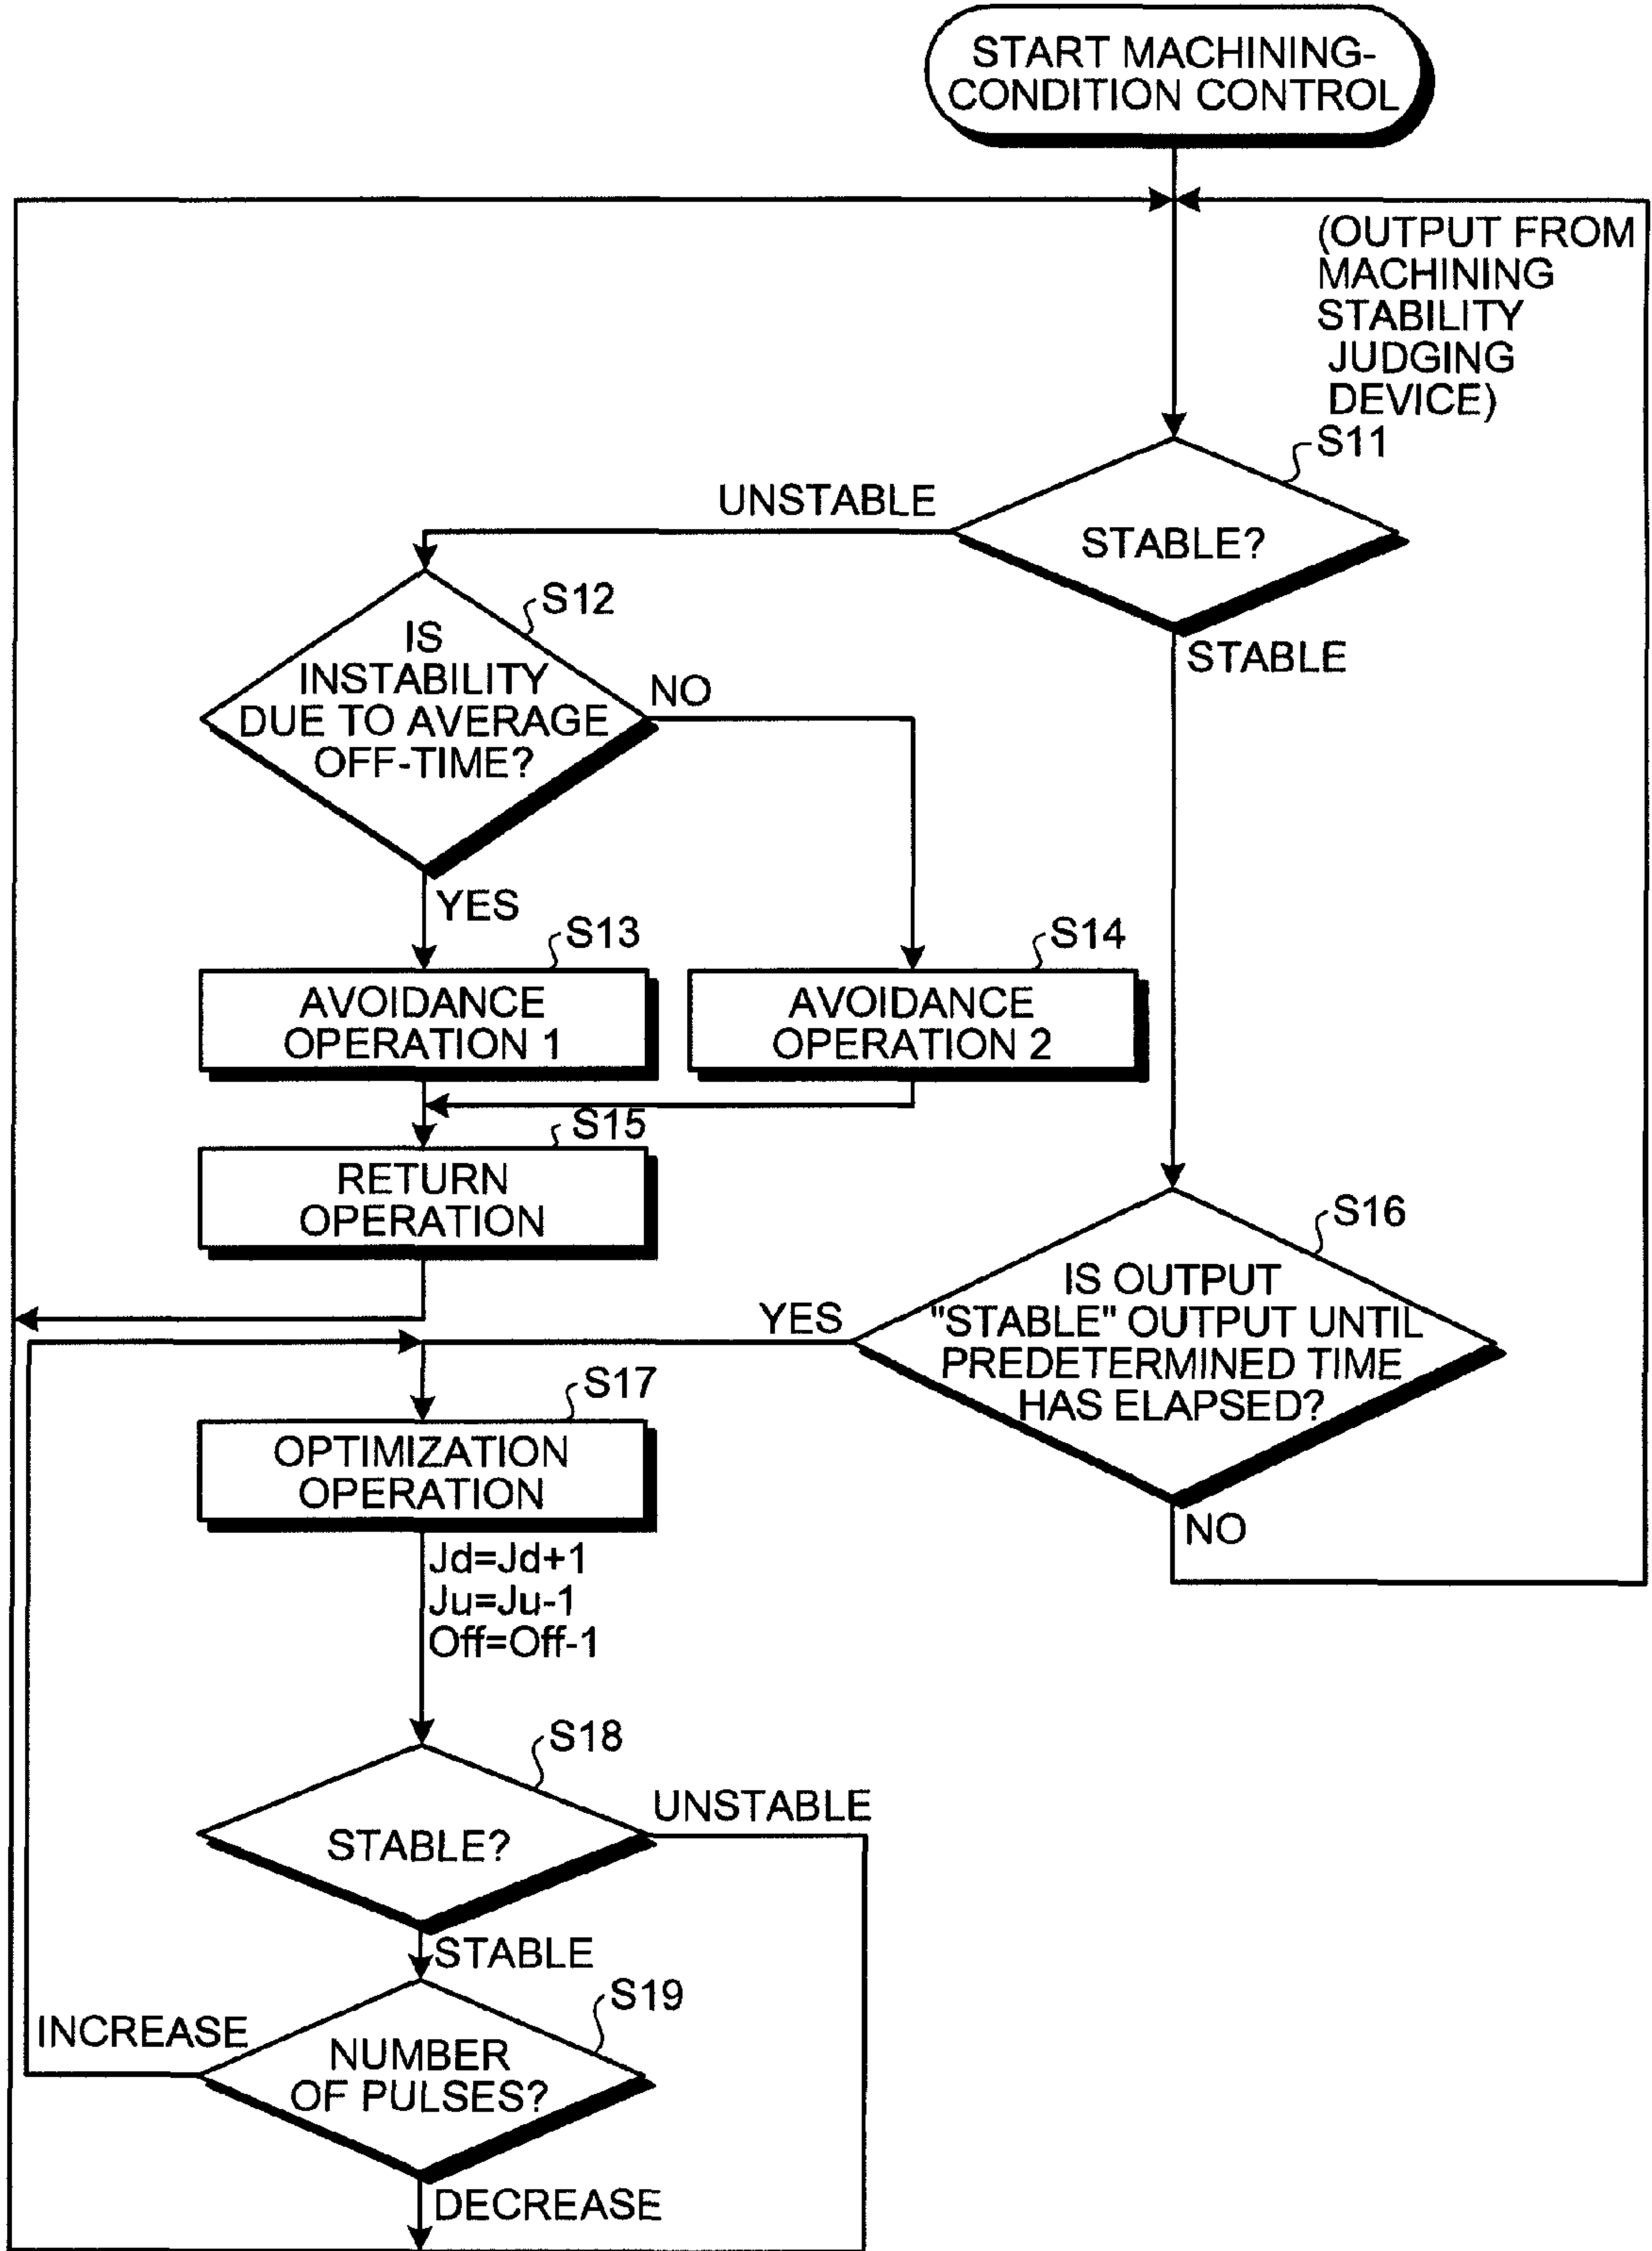 START MACHINING-
CONDITION CONTROL
(OUTPUT FROM
MACHINING
STABILITY
JUDGING
DEVICE)
S11
UNSTABLE
STABLE?
STABLE
S12
IS
INSTABILITY
DUE TO AVERAGE
OFF-TIME?
NO
YES
S13
AVOIDANCE
OPERATION 1
S14
AVOIDANCE
OPERATION 2
S15
RETURN
OPERATION
S16
IS OUTPUT
"STABLE" OUTPUT UNTIL
PREDETERMINED TIME
HAS ELAPSED?
YES
NO
S17
OPTIMIZATION
OPERATION
Jd=Jd+1
Ju=Ju-1
Off=Off-1
S18
UNSTABLE
STABLE?
STABLE
S19
INCREASE
NUMBER
OF PULSES?
DECREASE